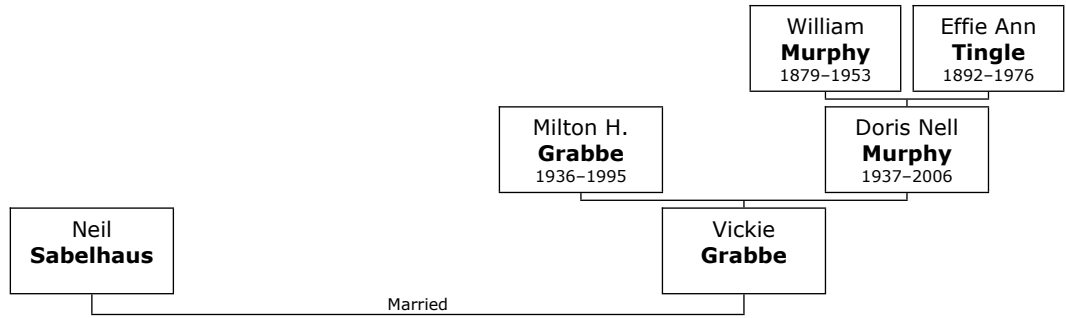 William
Murphy
1879–1953
Effie Ann
Tingle
1892–1976
Milton H.
Grabbe
1936–1995
Doris Nell
Murphy
1937–2006
Neil
Sabelhaus
Vickie
Grabbe
Married